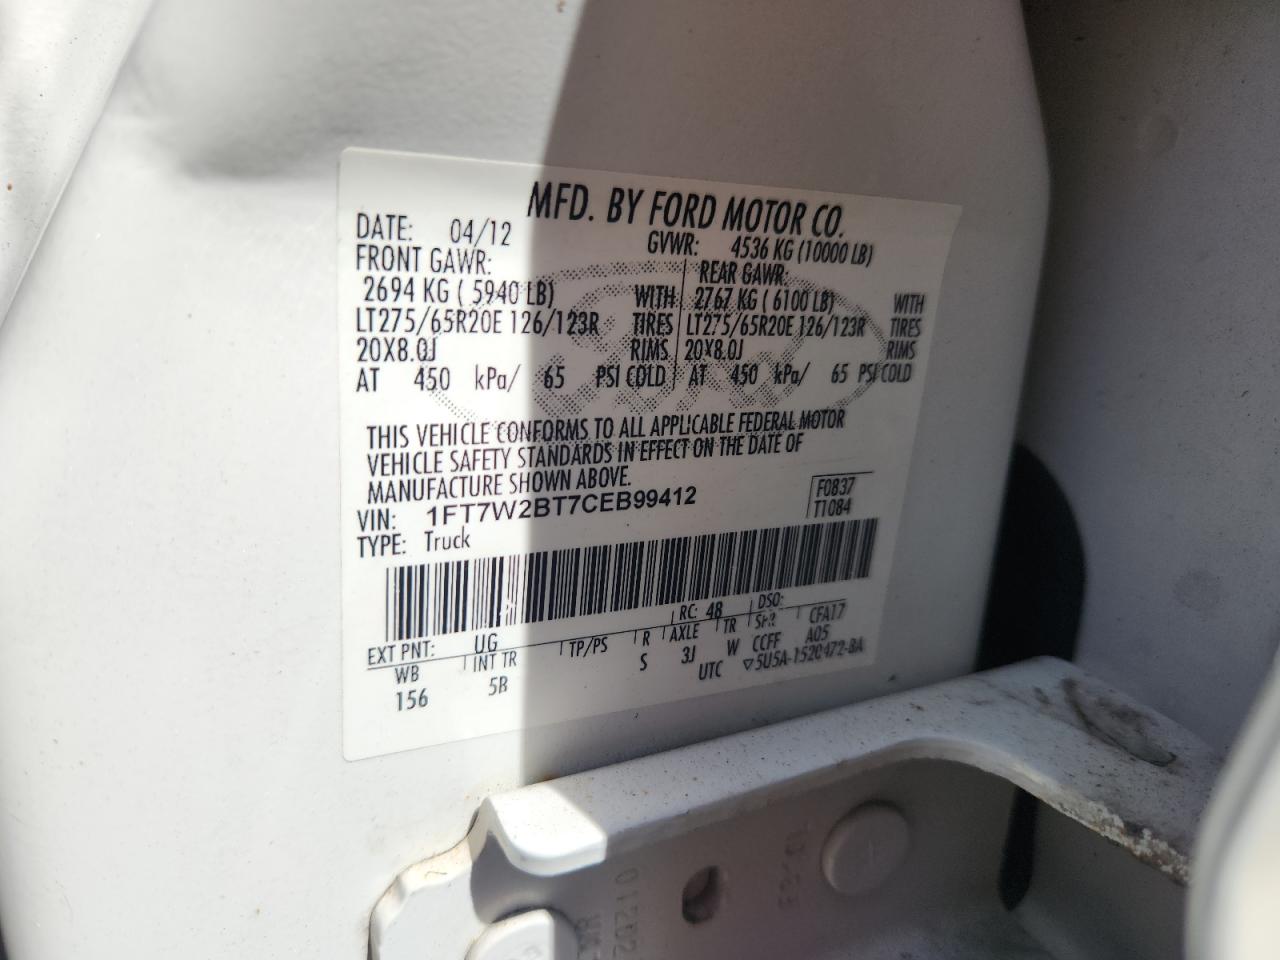 MFD. BY FORD MOTOR CO.
DATE: 04/12 GVWR: 4536 KG (10000 LB)
FRONT GAWR: REAR GAWR:
2694 KG ( 5940 LB) WITH 2767 KG ( 6100 LB) WITH
LT275/65R20E 126/123R TIRES LT275/65R20E 126/123R TIRES
20X8.0J RIMS 20X8.0J RIMS
AT 450 kPa/ 65 PSI COLD AT 450 kPa/ 65 PSI COLD
THIS VEHICLE CONFORMS TO ALL APPLICABLE FEDERAL MOTOR
VEHICLE SAFETY STANDARDS IN EFFECT ON THE DATE OF
MANUFACTURE SHOWN ABOVE.
VIN: 1FT7W2BT7CEB99412 F0837
TYPE: Truck T1084
EXT PNT: UG RC: 48 DSO:
WB INT TR TP/PS R AXLE TR SPR CFA17
156 5B S 3J W CCFF A05
UTC ▽5U5A-1520472-BA